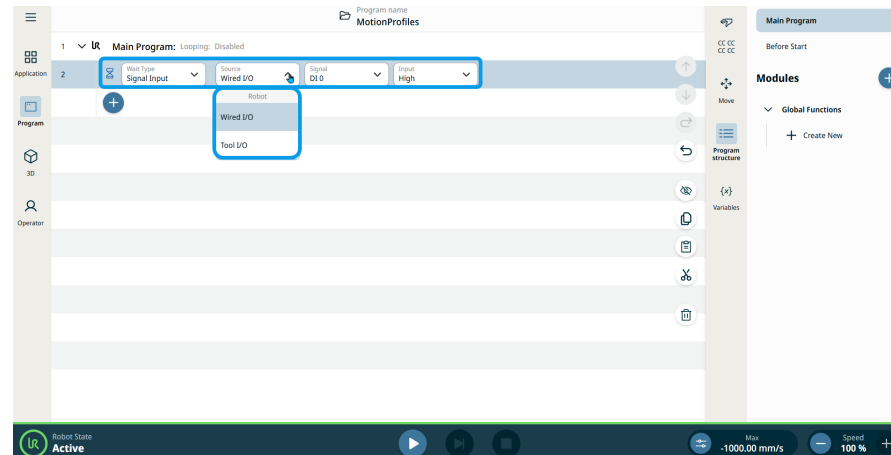 Program name
MotionProfiles
Main Program
Before Start
Modules
Global Functions
Create New
Application
Program
3D
Operator
1 Main Program: Looping: Disabled
2
Wait Type
Signal Input
Source
Wired I/O
Signal
DI 0
Input
High
Robot
Wired I/O
Tool I/O
CC CC
CC CC
Move
Program
structure
{x}
Variables
Robot State
Active
Max
-1000.00 mm/s
Speed
100 %